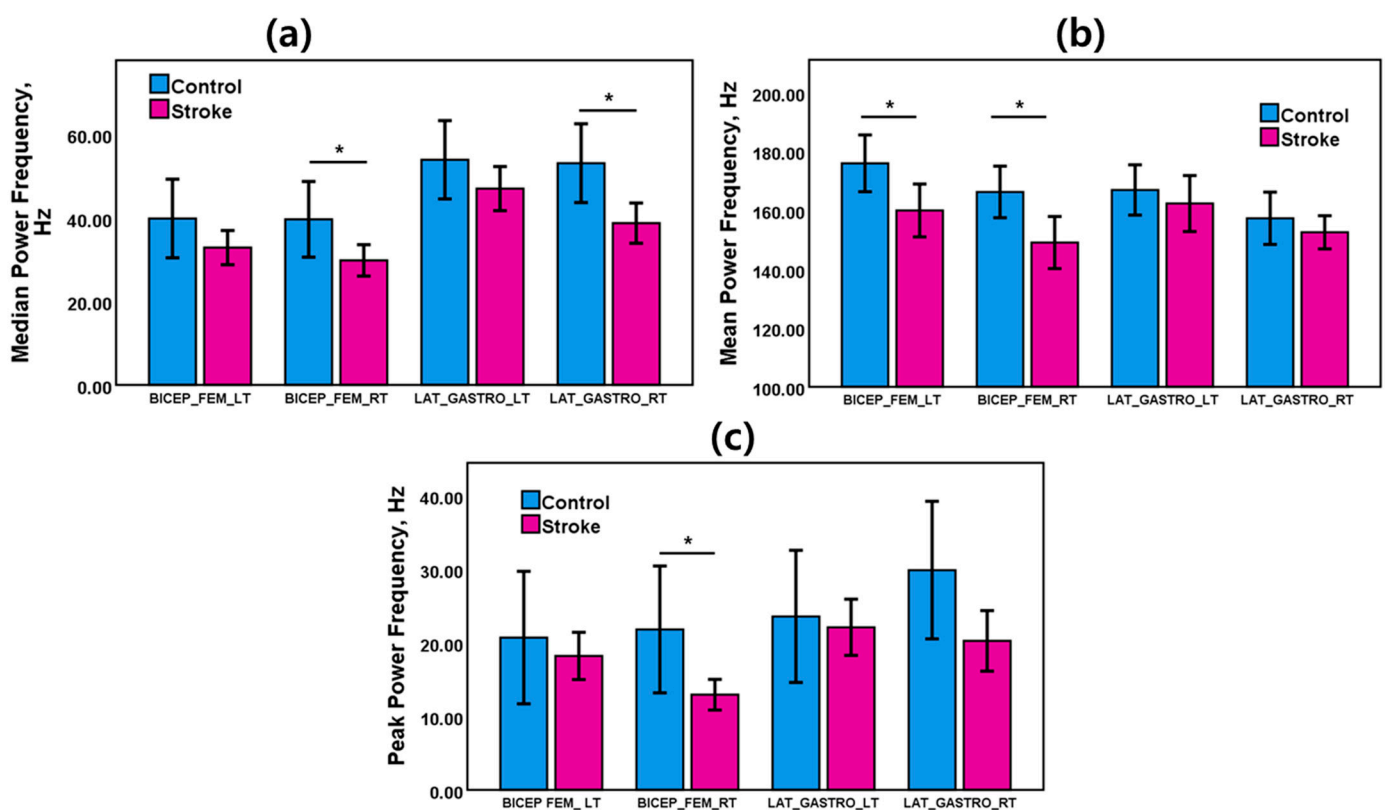 (a)
Median Power Frequency,
Hz
60.00
40.00
20.00
0.00
Control
Stroke
*
*
BICEP_FEM_LT
BICEP_FEM_RT
LAT_GASTRO_LT
LAT_GASTRO_RT
(b)
Mean Power Frequency, Hz
200.00
180.00
160.00
140.00
120.00
100.00
Control
Stroke
*
*
BICEP_FEM_LT
BICEP_FEM_RT
LAT_GASTRO_LT
LAT_GASTRO_RT
(c)
Peak Power Frequency, Hz
40.00
30.00
20.00
10.00
0.00
Control
Stroke
*
BICEP FEM_ LT
BICEP_FEM_RT
LAT_GASTRO_LT
LAT_GASTRO_RT